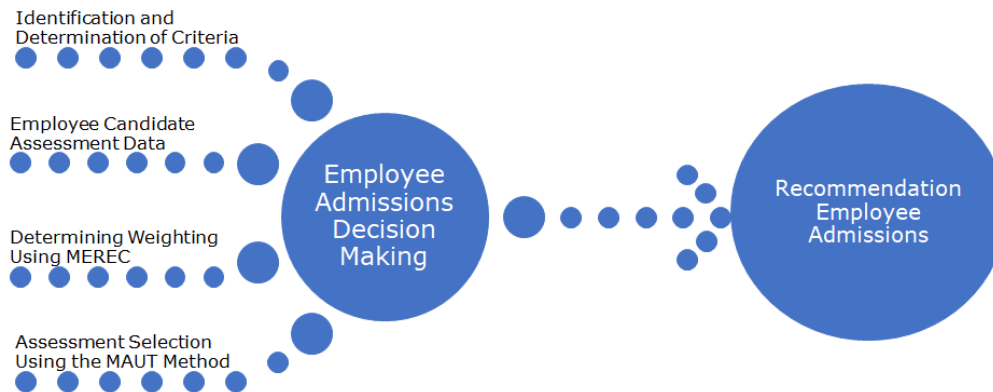 Identification and
Determination of Criteria
Employee Candidate
Assessment Data
Determining Weighting
Using MEREC
Assessment Selection
Using the MAUT Method
Employee
Admissions
Decision
Making
Recommendation
Employee
Admissions